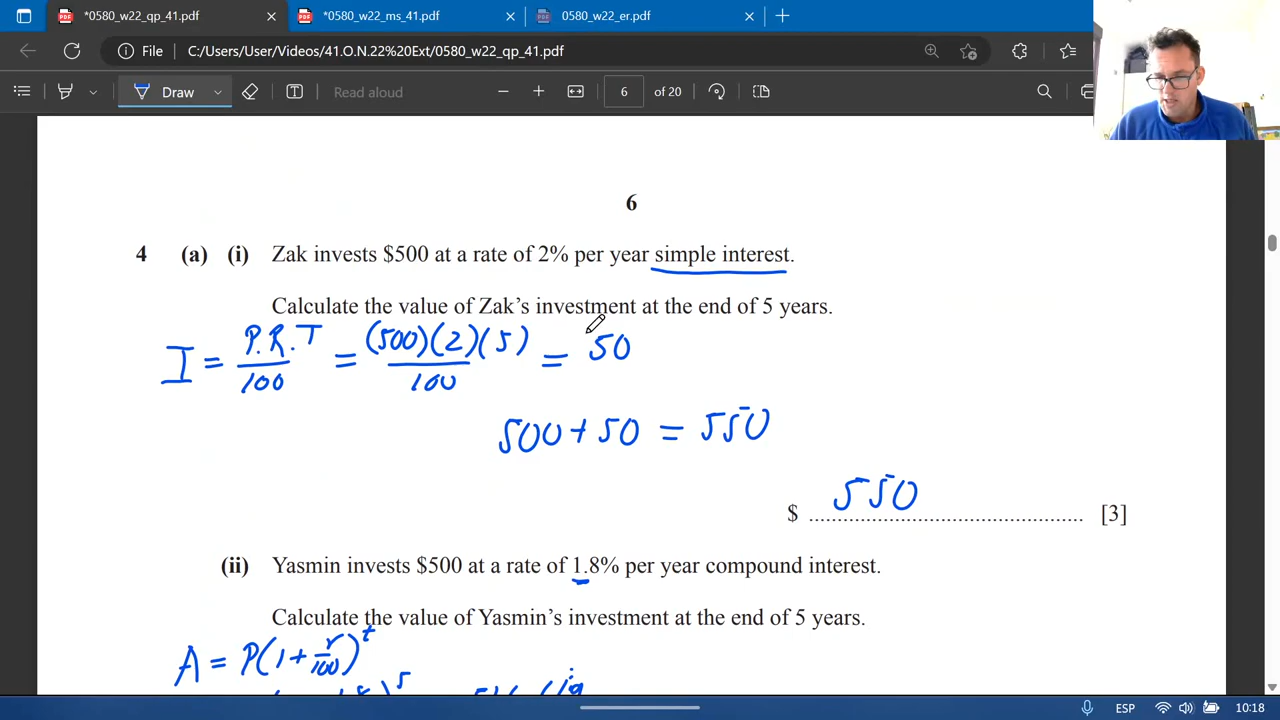 *0580_w22_qp_41.pdf
*0580_w22_ms_41.pdf
0580_w22_er.pdf
File
C:/Users/User/Videos/41.O.N.22%20Ext/0580_w22_qp_41.pdf
Draw
Read aloud
6
of 20
6
4 (a) (i) Zak invests $500 at a rate of 2% per year simple interest.
Calculate the value of Zak’s investment at the end of 5 years.
I = P.R.T/100 = (500)(2)(5)/100 = 50
500 + 50 = 550
$ 550 [3]
(ii) Yasmin invests $500 at a rate of 1.8% per year compound interest.
Calculate the value of Yasmin’s investment at the end of 5 years.
A = P(1 + r/100)^t
ESP
10:18